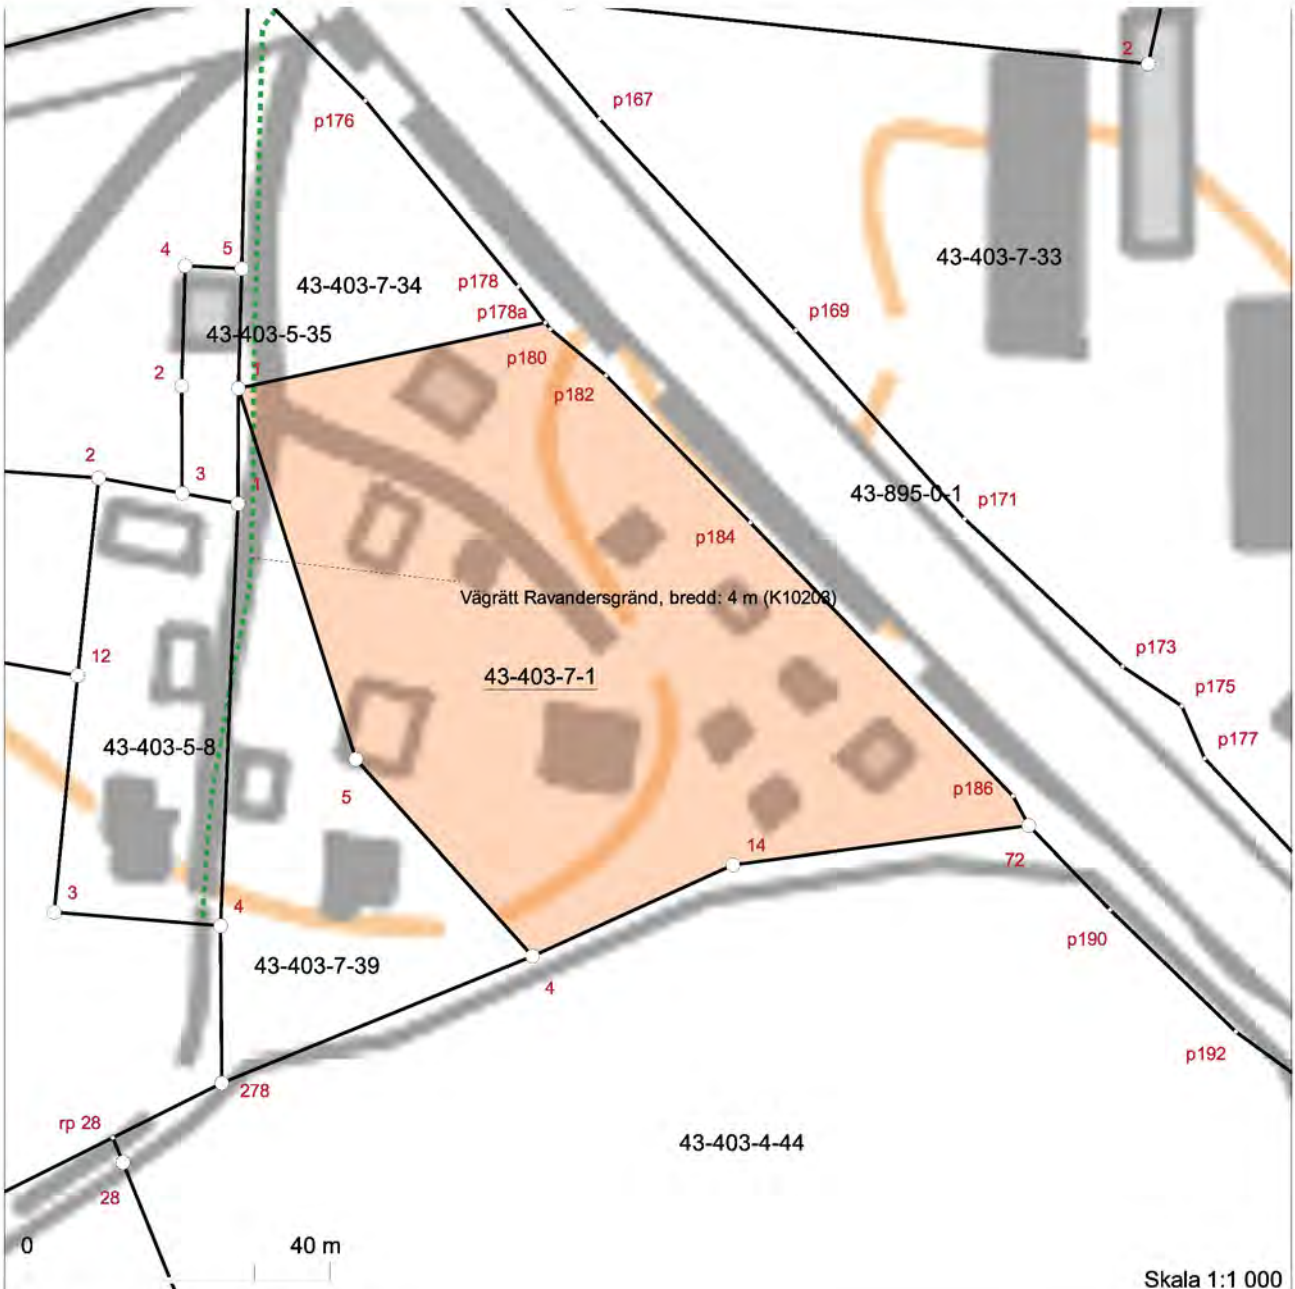 2
p167
p176
4
5
43-403-7-33
43-403-7-34
p178
p178a
43-403-5-35
p169
p180
2
1
p182
2
3
1
43-895-0-1
p171
p184
Vägrätt Ravandersgränd, bredd: 4 m (K10203)
12
p173
43-403-7-1
p175
43-403-5-8
p177
5
p186
14
72
3
4
p190
43-403-7-39
4
p192
278
rp 28
43-403-4-44
28
0
40 m
Skala 1:1 000